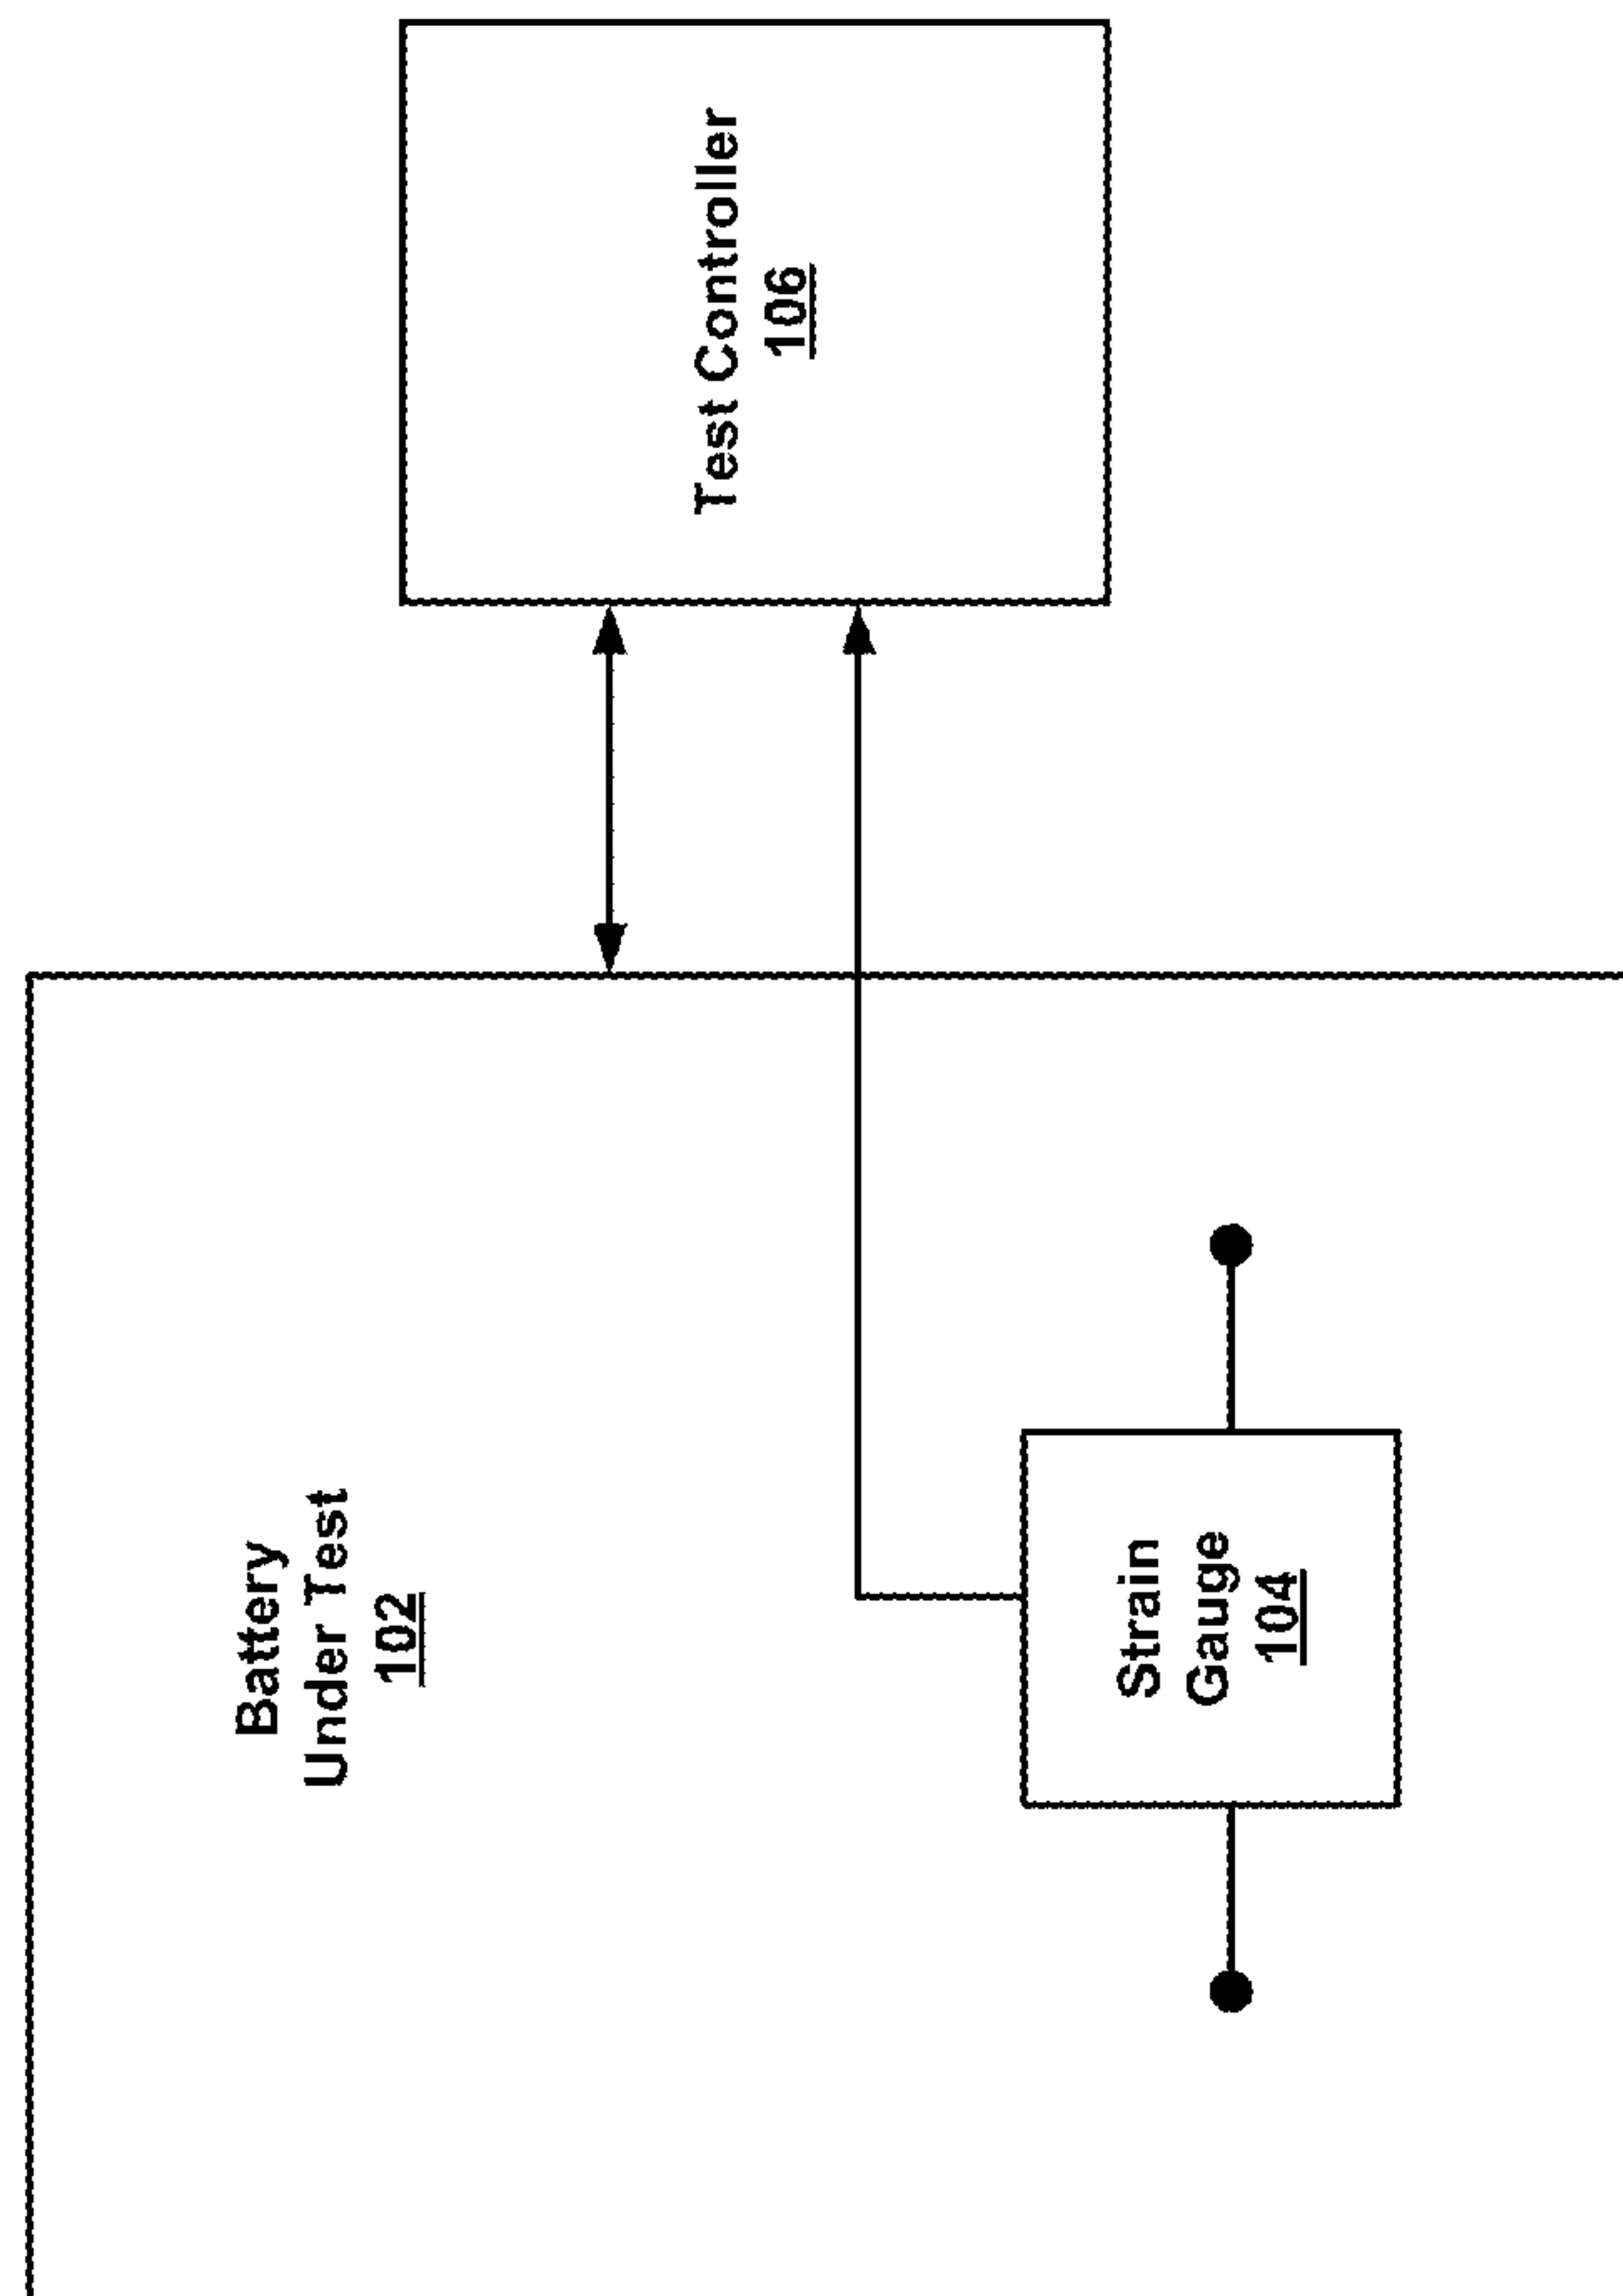 Battery
Under Test
102
Strain
Gauge
104
Test Controller
106